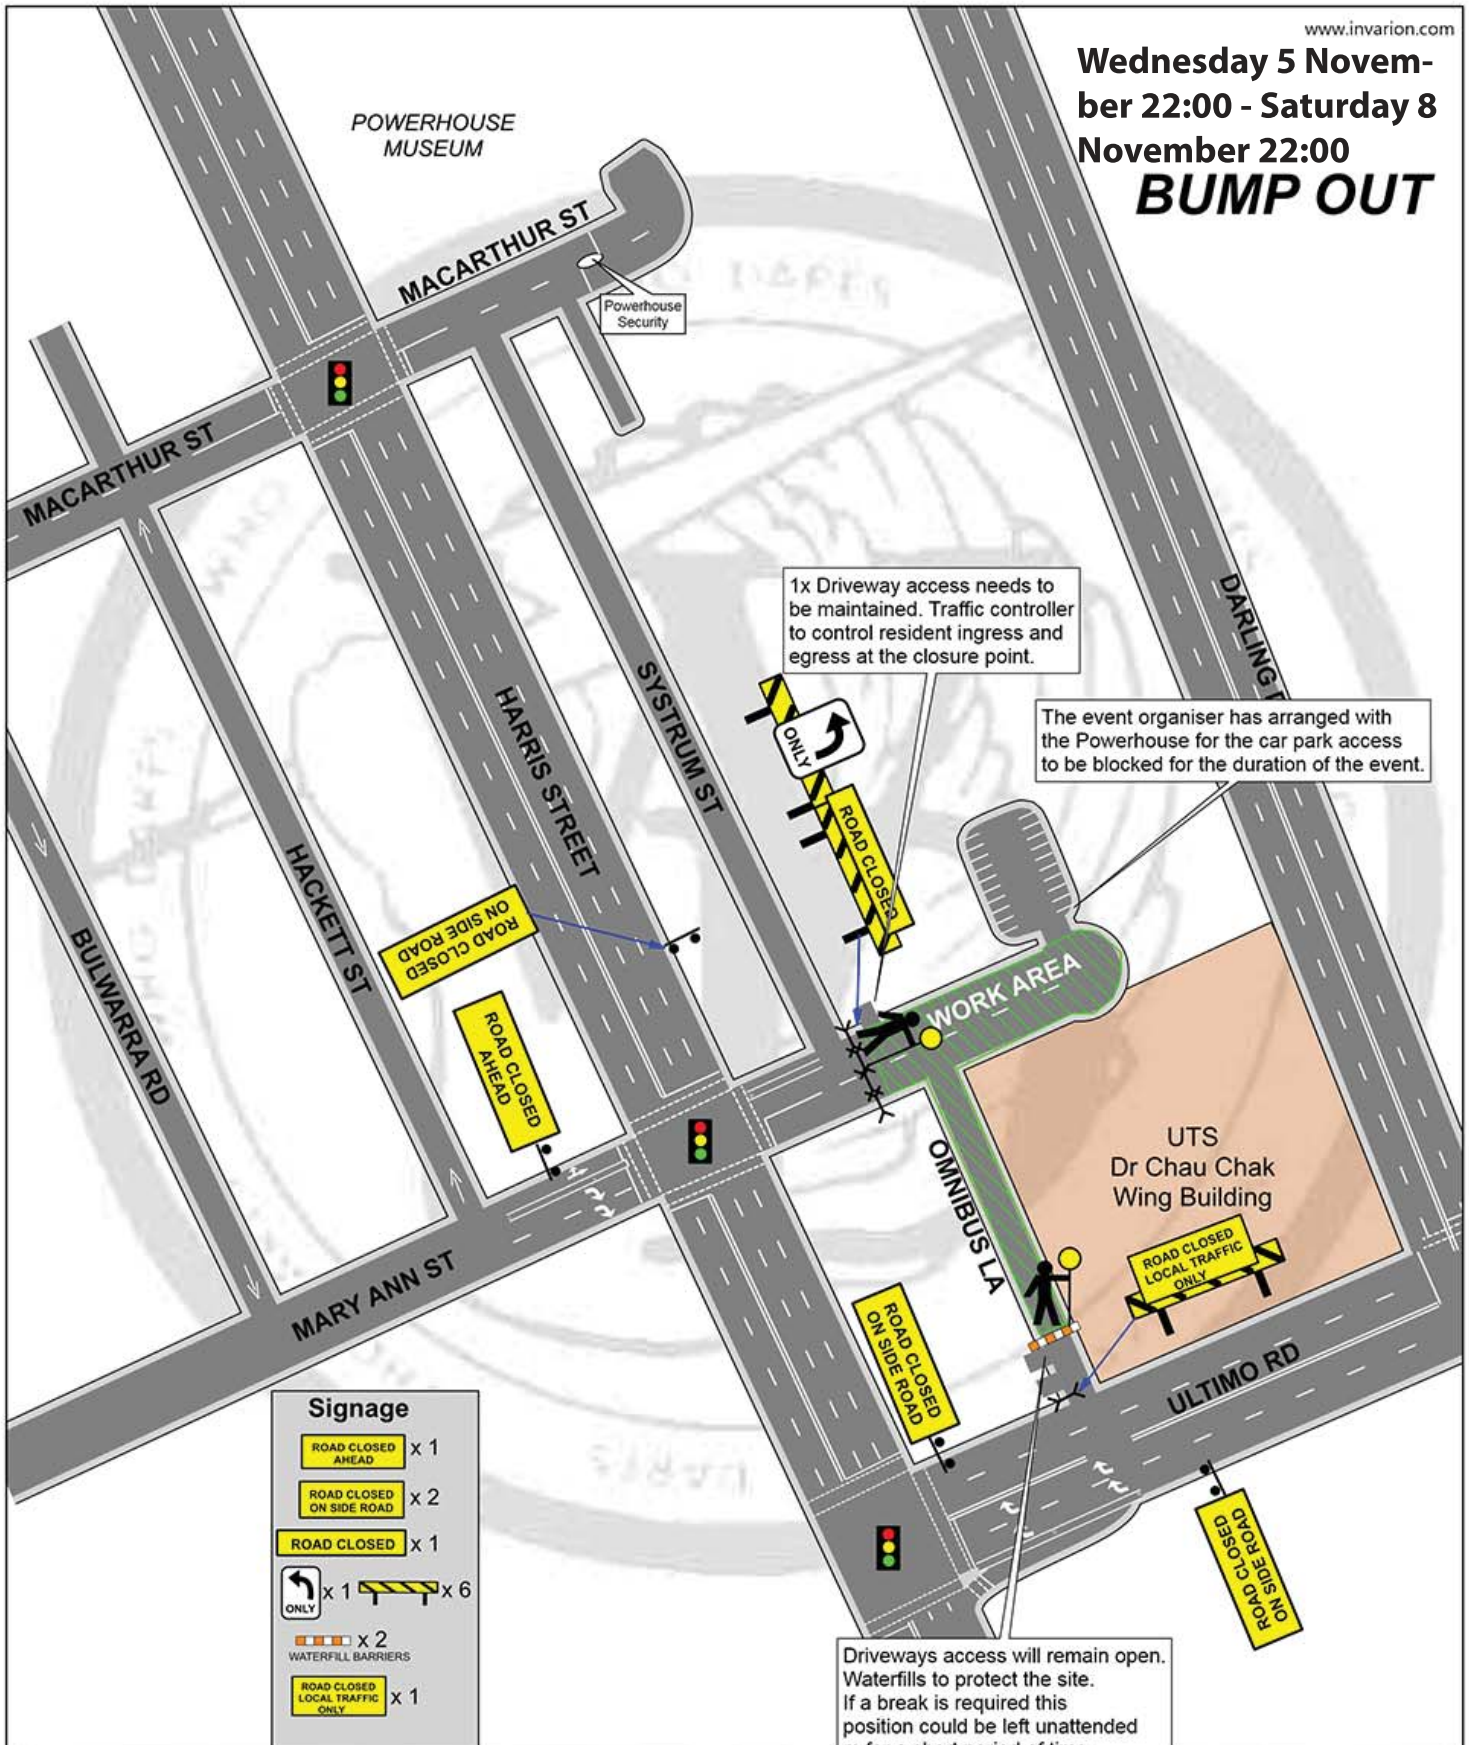 www.invarion.com
Wednesday 5 Novem-
ber 22:00 - Saturday 8
November 22:00
BUMP OUT
POWERHOUSE
MUSEUM
MACARTHUR ST
Powerhouse
Security
MACARTHUR ST
1x Driveway access needs to
be maintained. Traffic controller
to control resident ingress and
egress at the closure point.
DARLING
HARRIS STREET
SYSTRUM ST
ONLY
The event organiser has arranged with
the Powerhouse for the car park access
to be blocked for the duration of the event.
ROAD CLOSED
HACKETT ST
BULWARRA RD
ROAD CLOSED
ON SIDE ROAD
WORK AREA
ROAD CLOSED
AHEAD
UTS
Dr Chau Chak
Wing Building
OMNIBUS LA
ROAD CLOSED
LOCAL TRAFFIC
ONLY
MARY ANN ST
ROAD CLOSED
ON SIDE ROAD
ULTIMO RD
ROAD CLOSED
ON SIDE ROAD
Signage
ROAD CLOSED
AHEAD
x 1
ROAD CLOSED
ON SIDE ROAD
x 2
ROAD CLOSED x 1
ONLY
x 1
x 6
x 2
WATERFILL BARRIERS
ROAD CLOSED
LOCAL TRAFFIC
ONLY
x 1
Driveways access will remain open.
Waterfills to protect the site.
If a break is required this
position could be left unattended